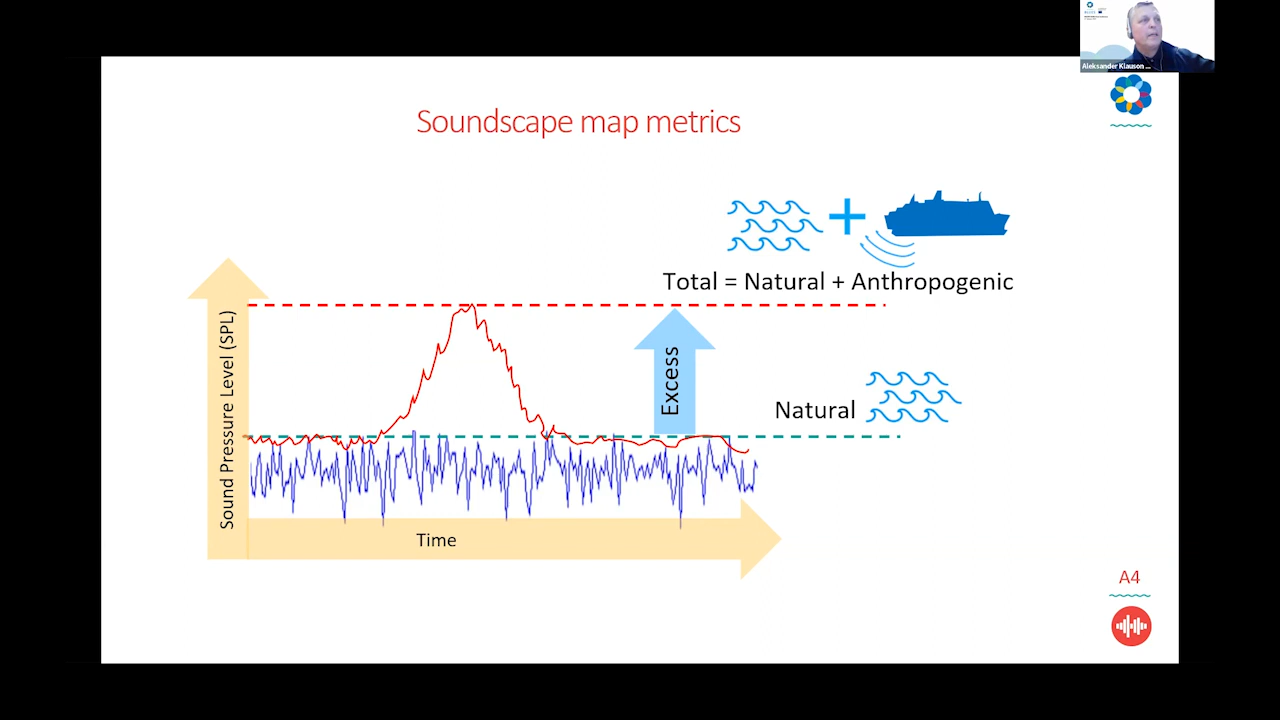 Aleksander Klauson ...
Soundscape map metrics
Total = Natural + Anthropogenic
Sound Pressure Level (SPL)
Excess
Natural
Time
A4